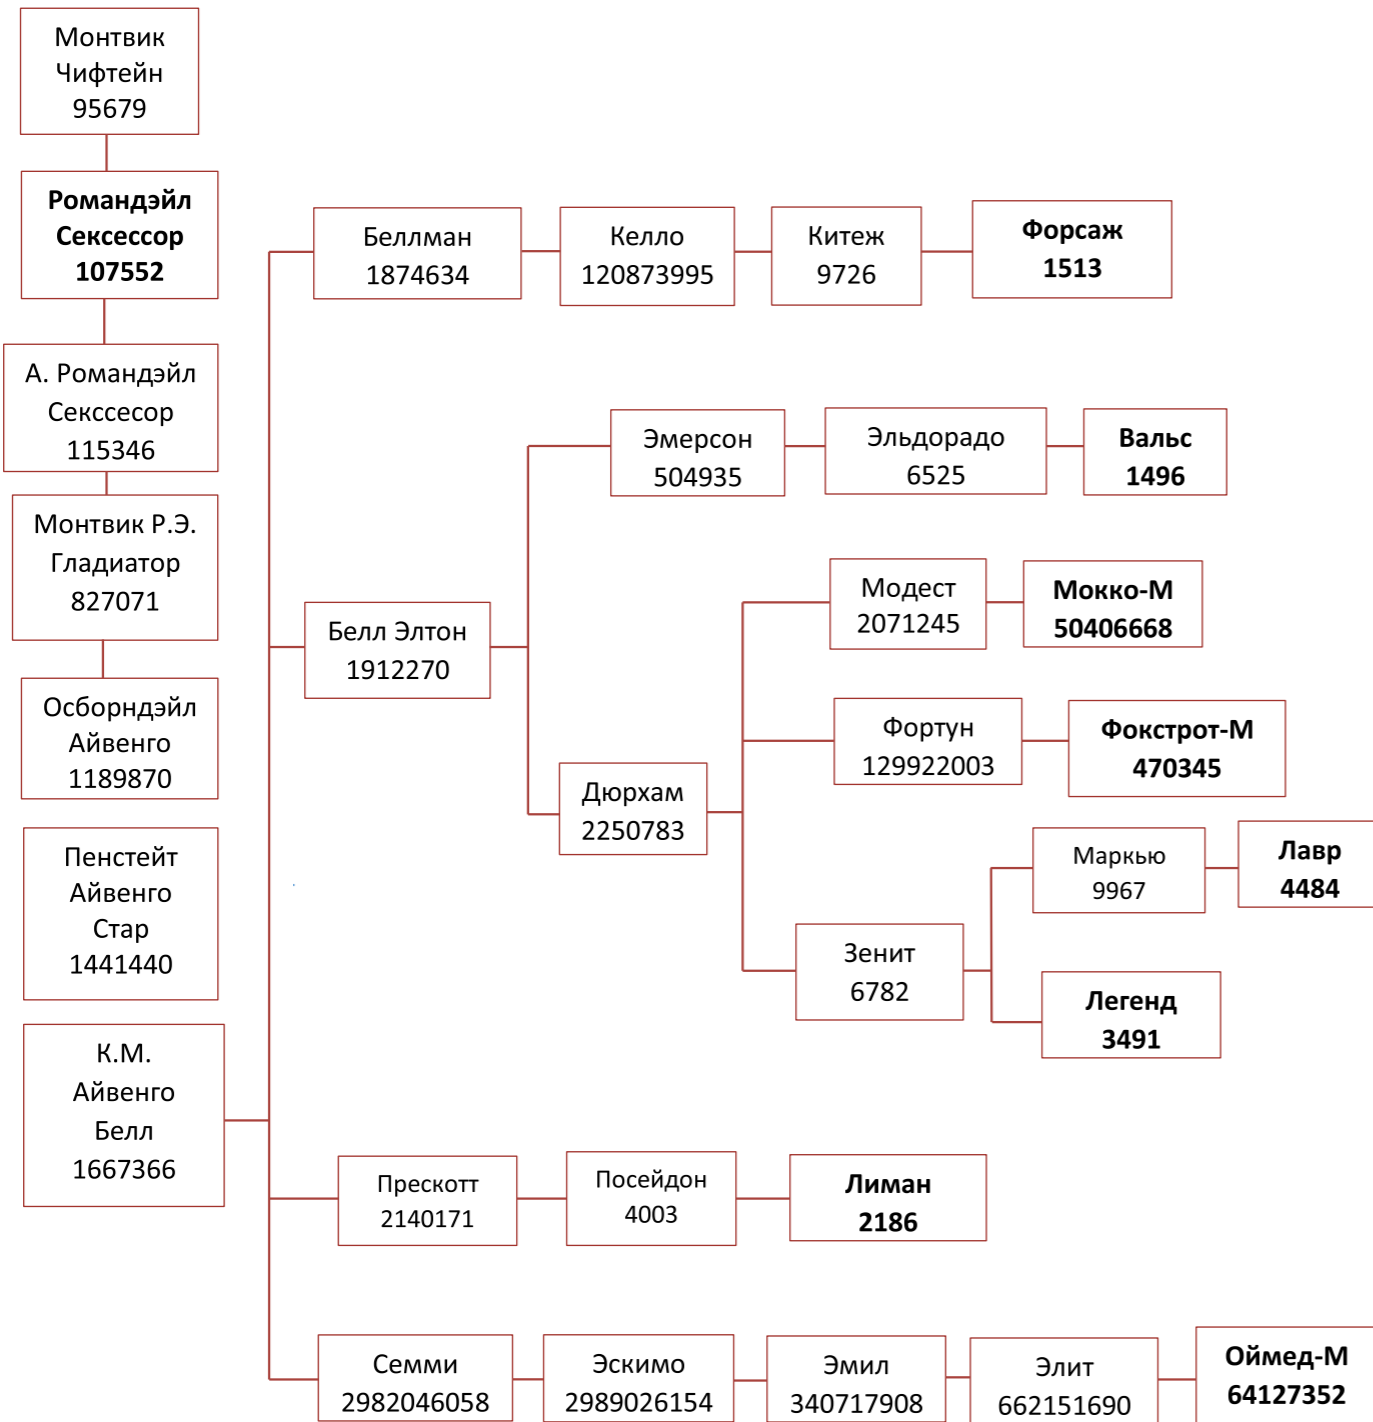 Монтвик
Чифтейн
95679
Романдэйл
Сексессор
107552
А. Романдэйл
Секссесор
115346
Монтвик Р.Э.
Гладиатор
827071
Осборндэйл
Айвенго
1189870
Пенстейт
Айвенго
Стар
1441440
К.М.
Айвенго
Белл
1667366
Беллман
1874634
Келло
120873995
Китеж
9726
Форсаж
1513
Белл Элтон
1912270
Эмерсон
504935
Эльдорадо
6525
Вальс
1496
Дюрхам
2250783
Модест
2071245
Мокко-М
50406668
Фортун
129922003
Фокстрот-М
470345
Зенит
6782
Маркью
9967
Лавр
4484
Легенд
3491
Прескотт
2140171
Посейдон
4003
Лиман
2186
Семми
2982046058
Эскимо
2989026154
Эмил
340717908
Элит
662151690
Оймед-М
64127352